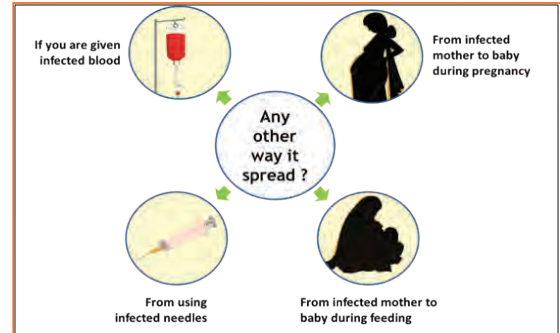 If you are given
infected blood
From infected
mother to baby
during pregnancy
Any
other
way it
spread ?
From using
infected needles
From infected mother to
baby during feeding